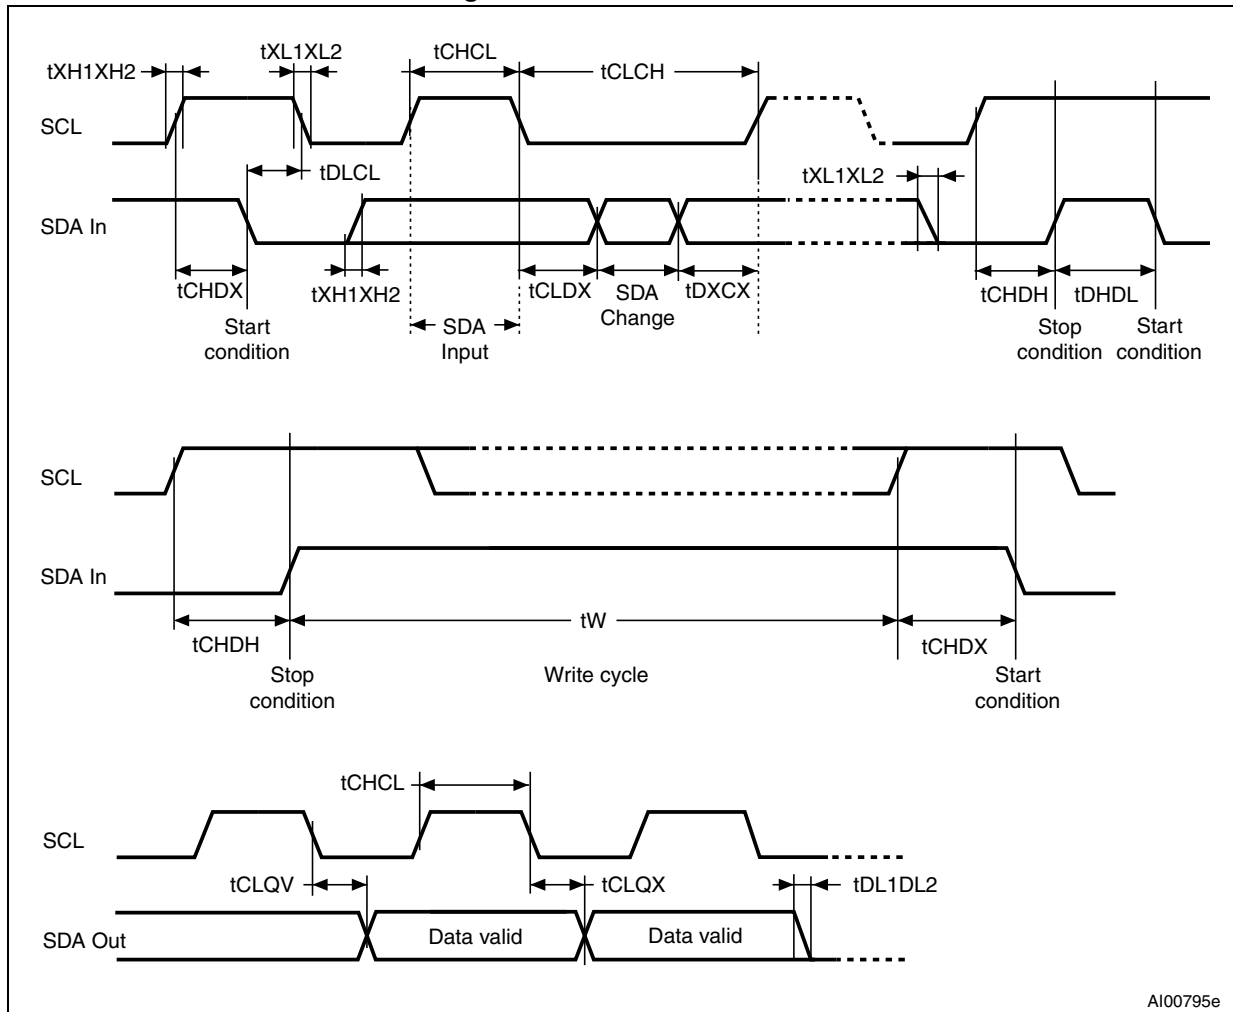 tXH1XH2
tXL1XL2
tCHCL
tCLCH
SCL
tDLCL
tXL1XL2
SDA In
tCHDX
tXH1XH2
tCLDX
SDA
Change
tDXCX
tCHDH
tDHDL
Start
condition
SDA
Input
Stop
condition
Start
condition
SCL
SDA In
tCHDH
tW
tCHDX
Stop
condition
Write cycle
Start
condition
tCHCL
SCL
tCLQV
tCLQX
tDL1DL2
SDA Out
Data valid
Data valid
AI00795e